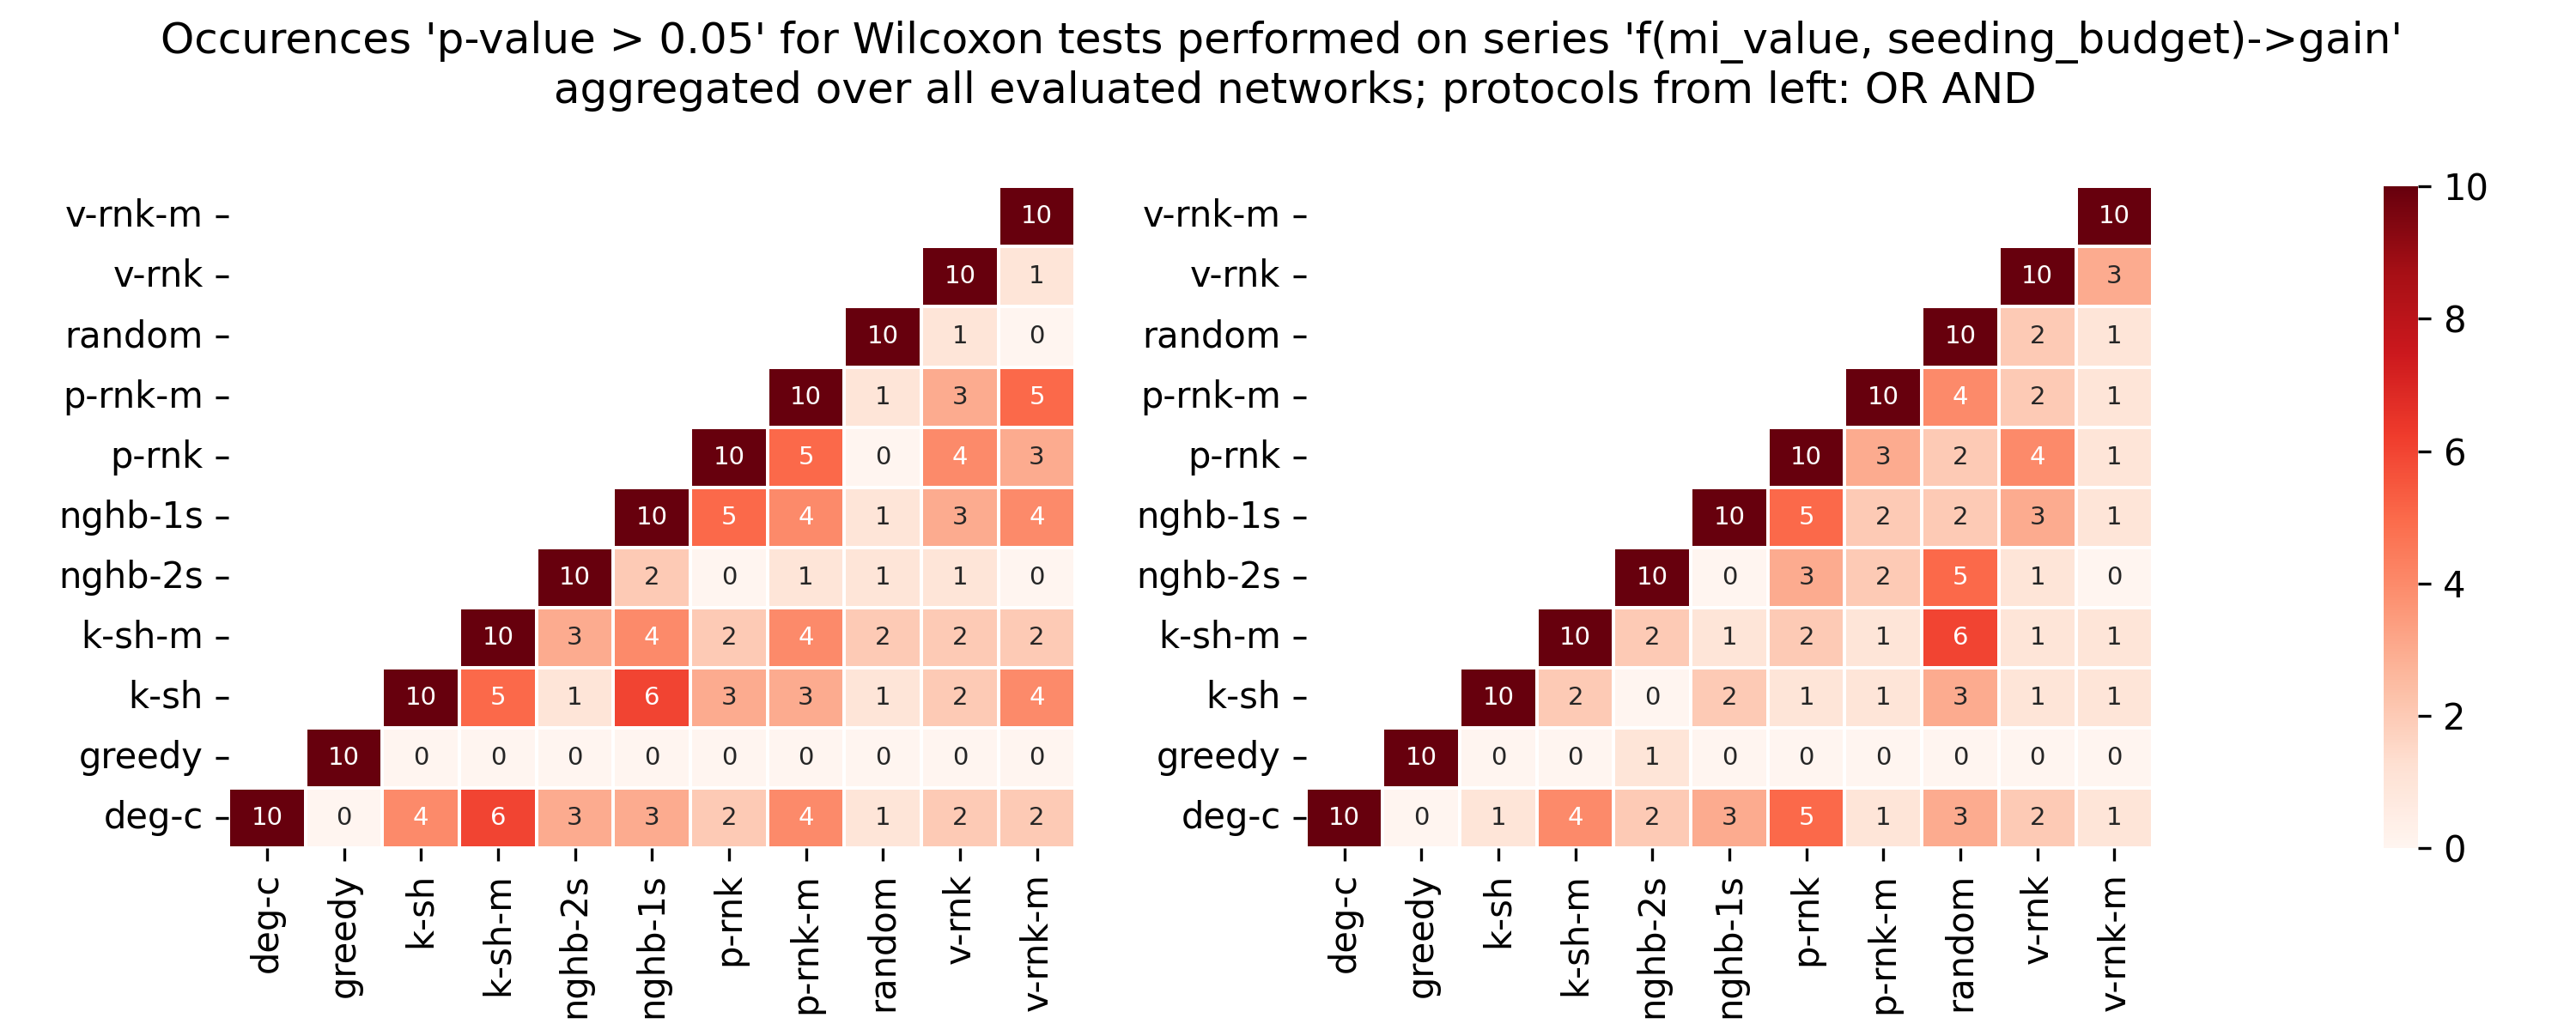 Occurences 'p-value > 0.05' for Wilcoxon tests performed on series 'f(mi_value, seeding_budget)->gain'
aggregated over all evaluated networks; protocols from left: OR AND
v-rnk-m 10
v-rnk 10 1
random 10 1 0
p-rnk-m 10 1 3 5
p-rnk 10 5 0 4 3
nghb-1s 10 5 4 1 3 4
nghb-2s 10 2 0 1 1 1 0
k-sh-m 10 3 4 2 4 2 2 2
k-sh 10 5 1 6 3 3 1 2 4
greedy 10 0 0 0 0 0 0 0 0 0
deg-c 10 0 4 6 3 3 2 4 1 2 2
deg-c greedy k-sh k-sh-m nghb-2s nghb-1s p-rnk p-rnk-m random v-rnk v-rnk-m
v-rnk-m 10
v-rnk 10 3
random 10 2 1
p-rnk-m 10 4 2 1
p-rnk 10 3 2 4 1
nghb-1s 10 5 2 2 3 1
nghb-2s 10 0 3 2 5 1 0
k-sh-m 10 2 1 2 1 6 1 1
k-sh 10 2 0 2 1 1 3 1 1
greedy 10 0 0 1 0 0 0 0 0 0
deg-c 10 0 1 4 2 3 5 1 3 2 1
deg-c greedy k-sh k-sh-m nghb-2s nghb-1s p-rnk p-rnk-m random v-rnk v-rnk-m
10
8
6
4
2
0